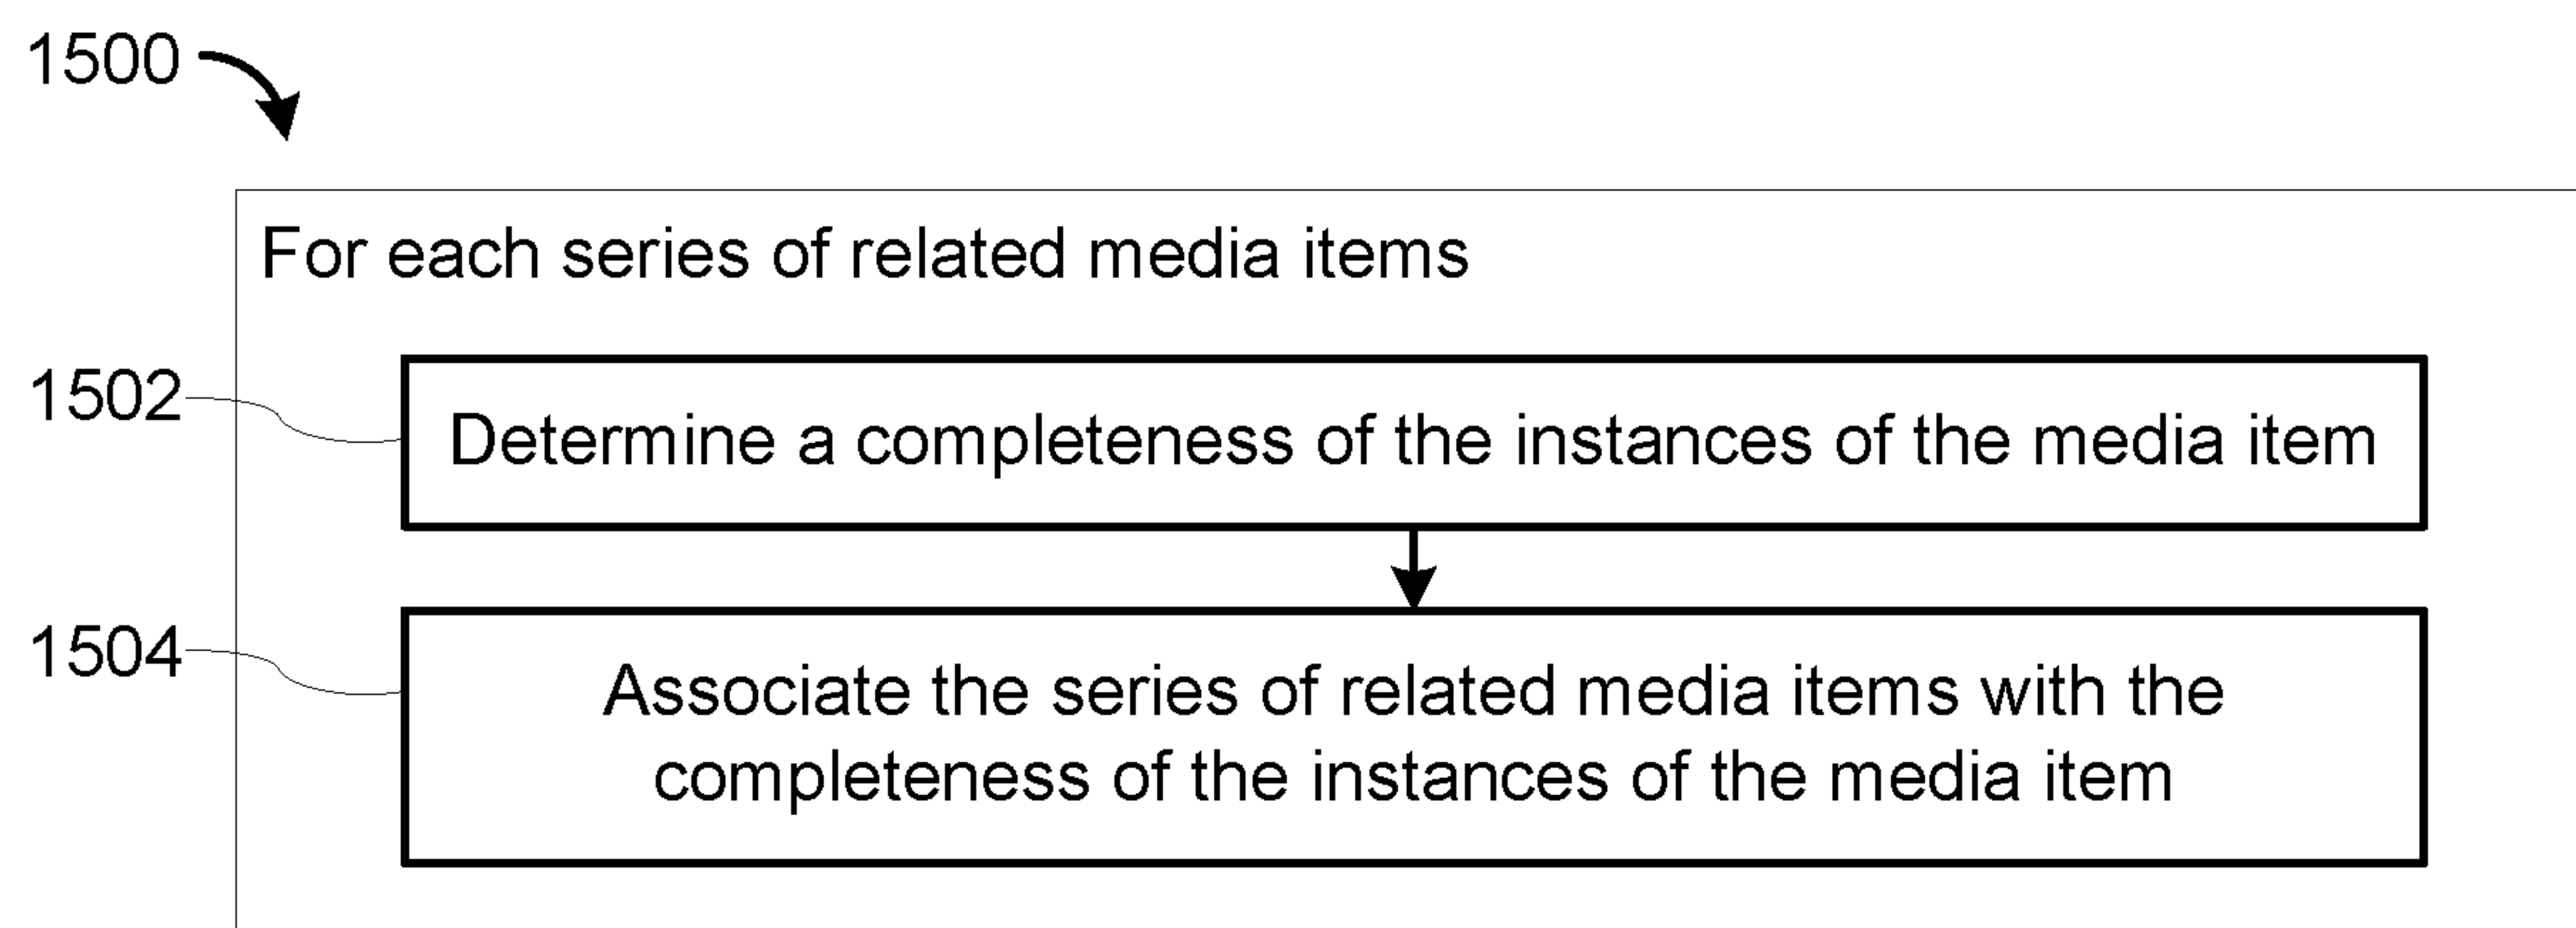 1500
For each series of related media items
1502
Determine a completeness of the instances of the media item
1504
Associate the series of related media items with the
completeness of the instances of the media item